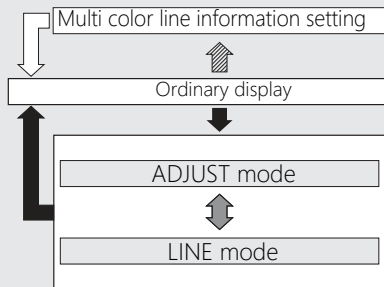 Multi color line information setting
Ordinary display
ADJUST mode
LINE mode